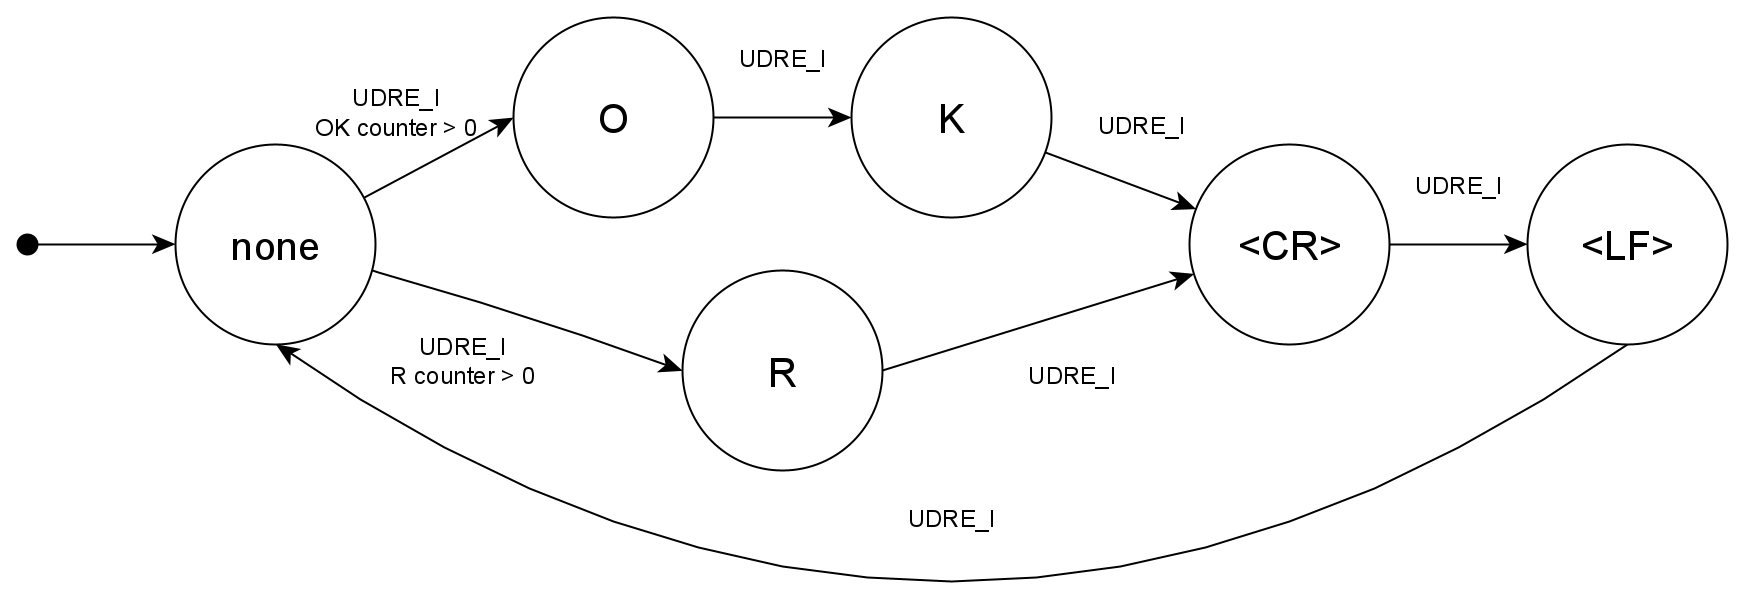 UDRE_I
OK counter > 0
O
UDRE_I
K
UDRE_I
UDRE_I
none
<CR>
<LF>
UDRE_I
R counter > 0
R
UDRE_I
UDRE_I